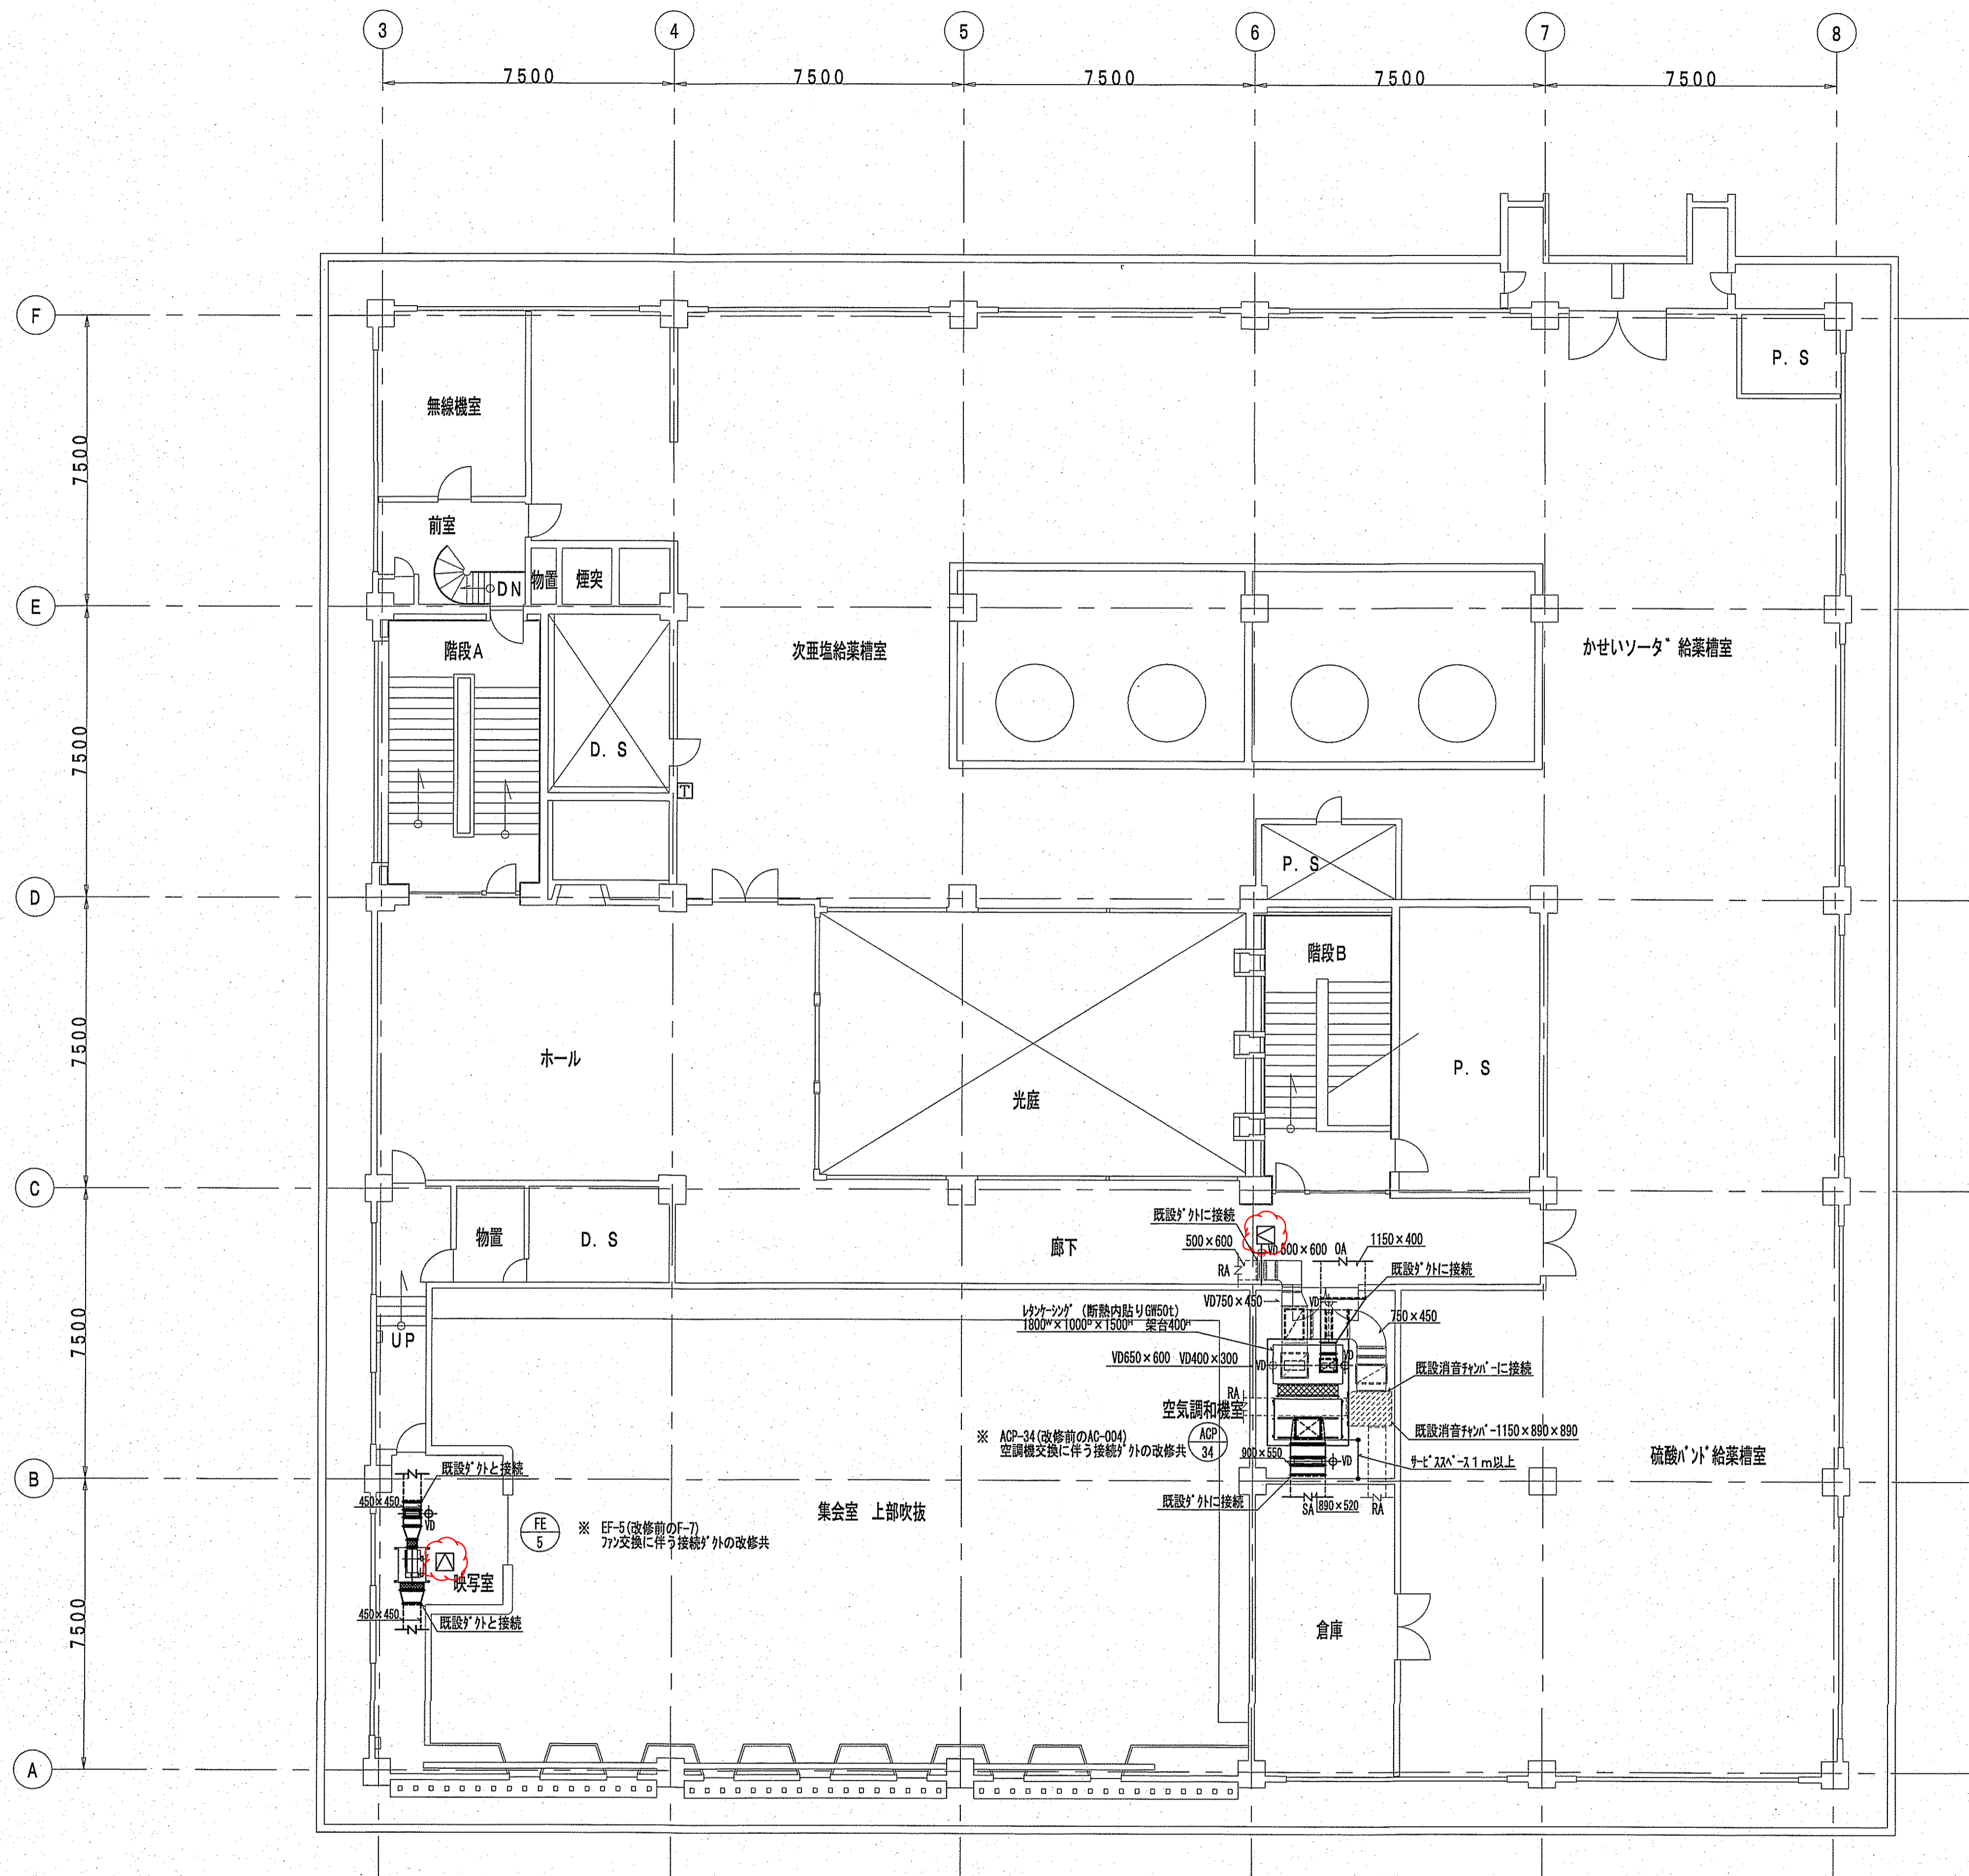 3 4 5 6 7 8
7500 7500 7500 7500 7500
F
P. S
無線機室
7500
前室
DN 物置 煙突
E
階段A
次亜塩給薬槽室
かせいソーダ給薬槽室
7500
D. S
T
P. S
D
階段B
ホール
7500
P. S
光庭
C
既設ダクトに接続
物置 D. S
廊下
500×600 VD 500×600 OA 1150×400
RA
既設ダクトに接続
VD750×450 VD
レタンケーシング (断熱内貼りGW50t)
1800W×1000D×1500H 架台400H
750×450
UP
7500
VD650×600 VD400×300 VD VD
既設消音チャンバーに接続
RA
空気調和機室
※ ACP-34(改修前のAC-004)
空調機交換に伴う接続ダクトの改修共
ACP
34
既設消音チャンバー1150×890×890
900×550 VD
サービススペース1m以上
硫酸バンド給薬槽室
B
既設ダクトと接続
450×450
VD
既設ダクトに接続
SA 890×520 RA
集会室 上部吹抜
FE
5
※ EF-5(改修前のF-7)
ファン交換に伴う接続ダクトの改修共
映写室
7500
450×450
既設ダクトと接続
倉庫
A